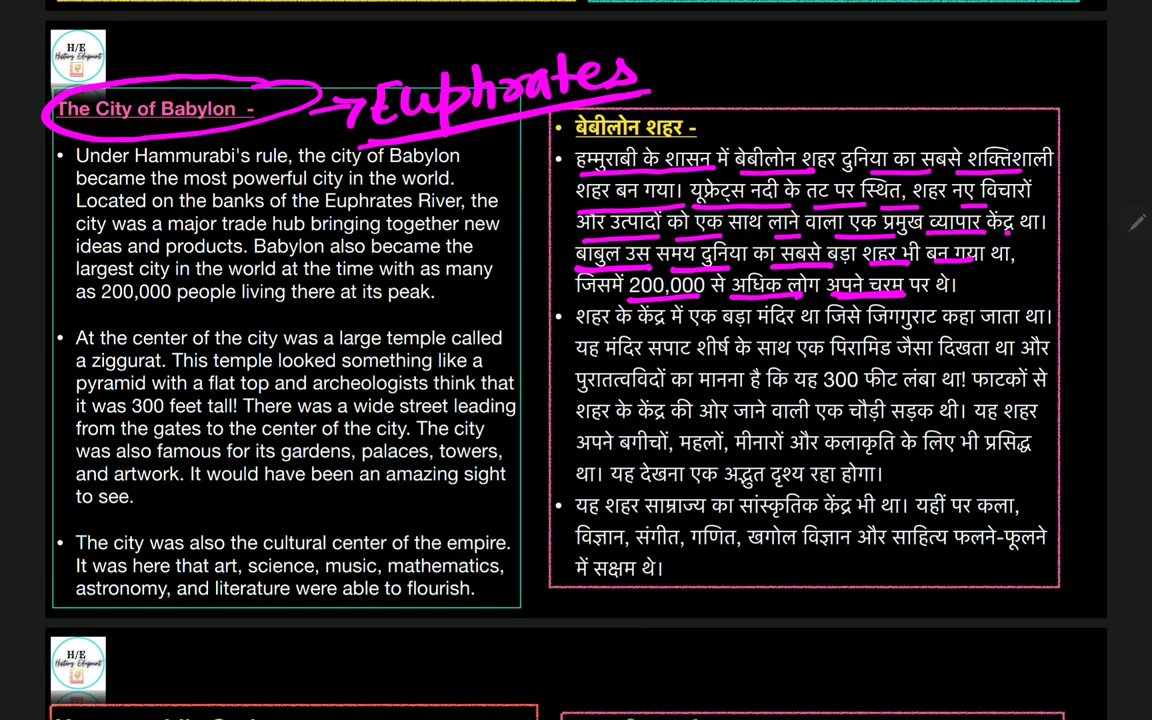 H/E
History Edupoint
Euphrates
The City of Babylon -
• Under Hammurabi's rule, the city of Babylon
became the most powerful city in the world.
Located on the banks of the Euphrates River, the
city was a major trade hub bringing together new
ideas and products. Babylon also became the
largest city in the world at the time with as many
as 200,000 people living there at its peak.
• At the center of the city was a large temple called
a ziggurat. This temple looked something like a
pyramid with a flat top and archeologists think that
it was 300 feet tall! There was a wide street leading
from the gates to the center of the city. The city
was also famous for its gardens, palaces, towers,
and artwork. It would have been an amazing sight
to see.
• The city was also the cultural center of the empire.
It was here that art, science, music, mathematics,
astronomy, and literature were able to flourish.
• बेबीलोन शहर -
• हम्मुराबी के शासन में बेबीलोन शहर दुनिया का सबसे शक्तिशाली
शहर बन गया। यूफ्रेट्स नदी के तट पर स्थित, शहर नए विचारों
और उत्पादों को एक साथ लाने वाला एक प्रमुख व्यापार केंद्र था।
बाबुल उस समय दुनिया का सबसे बड़ा शहर भी बन गया था,
जिसमें 200,000 से अधिक लोग अपने चरम पर थे।
• शहर के केंद्र में एक बड़ा मंदिर था जिसे जिगगुराट कहा जाता था।
यह मंदिर सपाट शीर्ष के साथ एक पिरामिड जैसा दिखता था और
पुरातत्वविदों का मानना है कि यह 300 फीट लंबा था! फाटकों से
शहर के केंद्र की ओर जाने वाली एक चौड़ी सड़क थी। यह शहर
अपने बगीचों, महलों, मीनारों और कलाकृति के लिए भी प्रसिद्ध
था। यह देखना एक अद्भुत दृश्य रहा होगा।
• यह शहर साम्राज्य का सांस्कृतिक केंद्र भी था। यहीं पर कला,
विज्ञान, संगीत, गणित, खगोल विज्ञान और साहित्य फलने-फूलने
में सक्षम थे।
H/E
History Edupoint